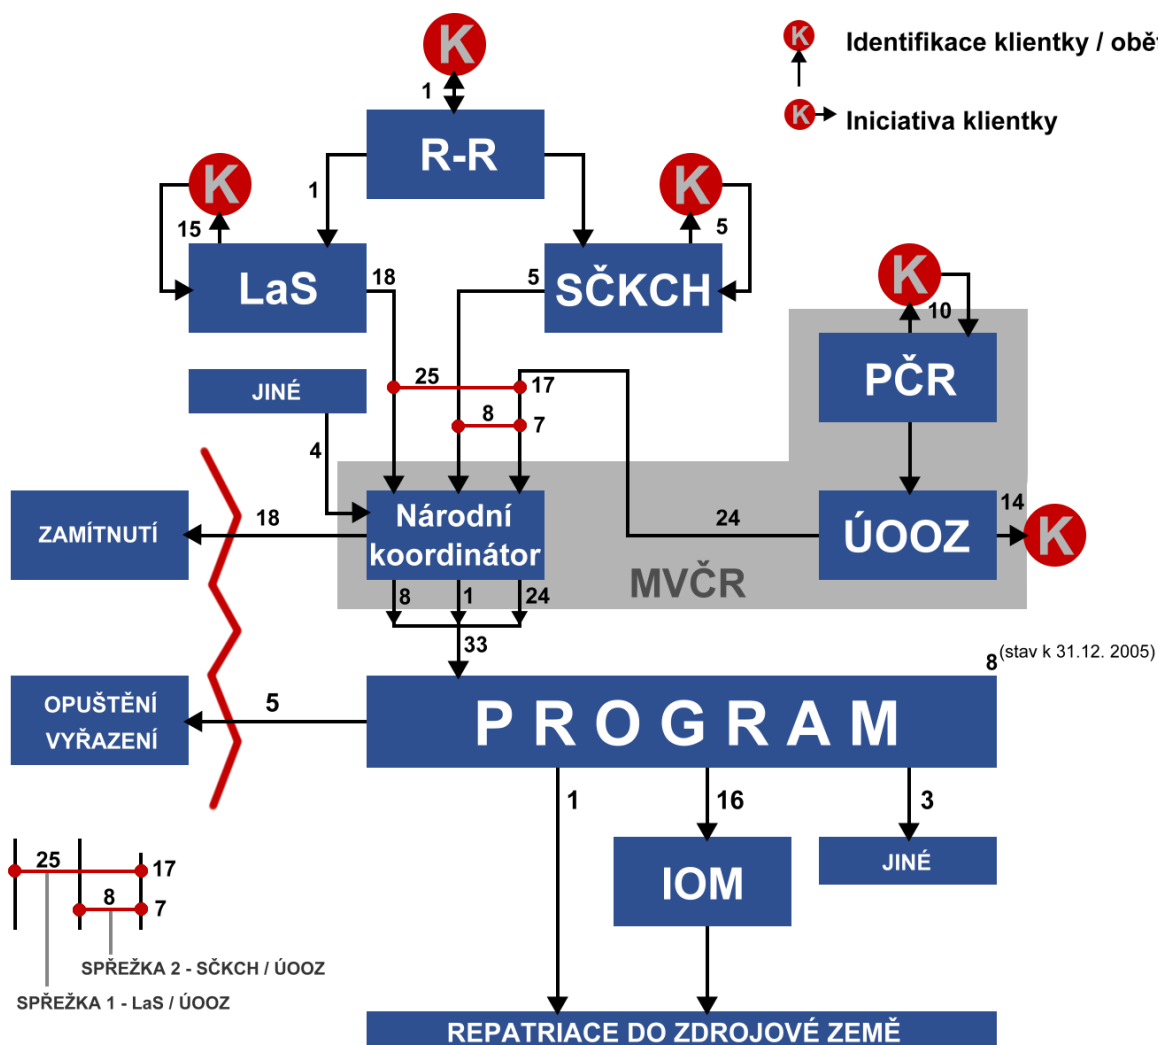 K
Identifikace klientky / obě
K
1
K
Iniciativa klientky
R-R
K
1
K
15
5
LaS
18
5
SČKCH
K
10
PČR
JINÉ
25
17
8
7
4
ZAMÍTNUTÍ
18
Národní
koordinátor
24
ÚOOZ
14
K
MVČR
8
1
24
33
8
(stav k 31.12. 2005)
OPUŠTĚNÍ
VYŘAZENÍ
5
PROGRAM
1
16
3
IOM
JINÉ
25
17
8
7
SPŘEŽKA 2 - SČKCH / ÚOOZ
SPŘEŽKA 1 - LaS / ÚOOZ
REPATRIACE DO ZDROJOVÉ ZEMĚ